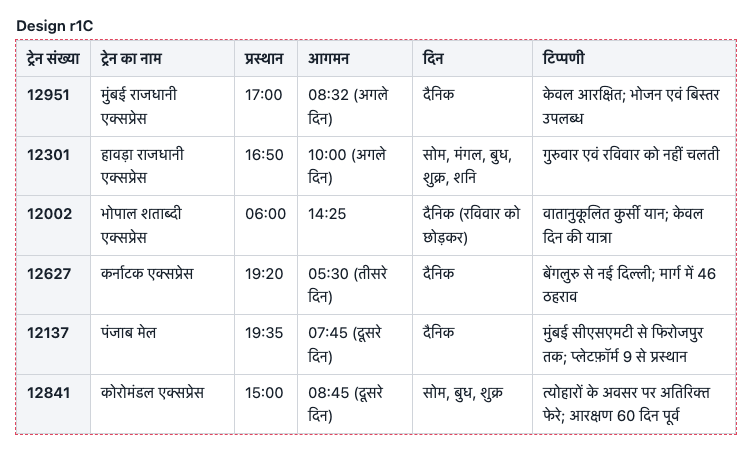 Design r1C
ट्रेन संख्या ट्रेन का नाम प्रस्थान आगमन दिन टिप्पणी
12951 मुंबई राजधानी 17:00 08:32 (अगले दैनिक केवल आरक्षित; भोजन एवं बिस्तर
एक्सप्रेस दिन) उपलब्ध
12301 हावड़ा राजधानी 16:50 10:00 (अगले सोम, मंगल, बुध, गुरुवार एवं रविवार को नहीं चलती
एक्सप्रेस दिन) शुक्र, शनि
12002 भोपाल शताब्दी 06:00 14:25 दैनिक (रविवार को वातानुकूलित कुर्सी यान; केवल
एक्सप्रेस छोड़कर) दिन की यात्रा
12627 कर्नाटक एक्सप्रेस 19:20 05:30 (तीसरे दैनिक बेंगलुरु से नई दिल्ली; मार्ग में 46
दिन) ठहराव
12137 पंजाब मेल 19:35 07:45 (दूसरे दैनिक मुंबई सीएसएमटी से फिरोजपुर
दिन) तक; प्लेटफ़ॉर्म 9 से प्रस्थान
12841 कोरोमंडल एक्सप्रेस 15:00 08:45 (दूसरे सोम, बुध, शुक्र त्योहारों के अवसर पर अतिरिक्त
दिन) फेरे; आरक्षण 60 दिन पूर्व